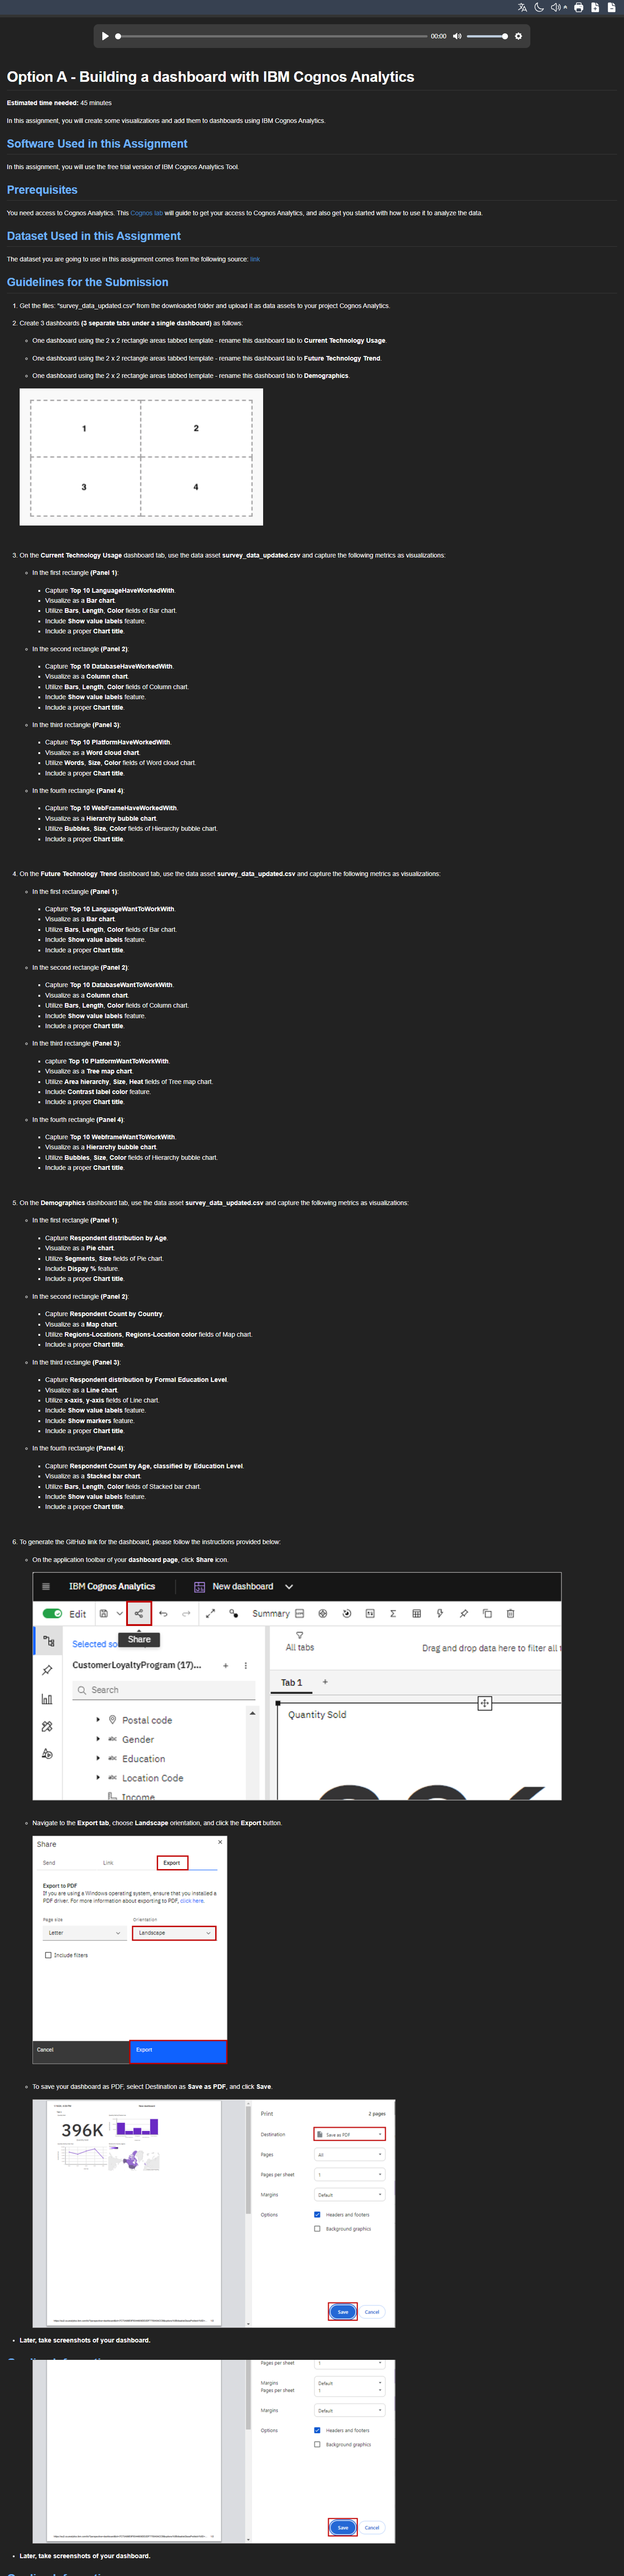 00:00
Option A - Building a dashboard with IBM Cognos Analytics
Estimated time needed: 45 minutes
In this assignment, you will create some visualizations and add them to dashboards using IBM Cognos Analytics.
Software Used in this Assignment
In this assignment, you will use the free trial version of IBM Cognos Analytics Tool.
Prerequisites
You need access to Cognos Analytics. This Cognos lab will guide to get your access to Cognos Analytics, and also get you started with how to use it to analyze the data.
Dataset Used in this Assignment
The dataset you are going to use in this assignment comes from the following source: link
Guidelines for the Submission
1. Get the files: "survey_data_updated.csv" from the downloaded folder and upload it as data assets to your project Cognos Analytics.
2. Create 3 dashboards (3 separate tabs under a single dashboard) as follows:
One dashboard using the 2 x 2 rectangle areas tabbed template - rename this dashboard tab to Current Technology Usage.
One dashboard using the 2 x 2 rectangle areas tabbed template - rename this dashboard tab to Future Technology Trend.
One dashboard using the 2 x 2 rectangle areas tabbed template - rename this dashboard tab to Demographics.
1 2
3 4
3. On the Current Technology Usage dashboard tab, use the data asset survey_data_updated.csv and capture the following metrics as visualizations:
In the first rectangle (Panel 1):
Capture Top 10 LanguageHaveWorkedWith.
Visualize as a Bar chart.
Utilize Bars, Length, Color fields of Bar chart.
Include Show value labels feature.
Include a proper Chart title.
In the second rectangle (Panel 2):
Capture Top 10 DatabaseHaveWorkedWith.
Visualize as a Column chart.
Utilize Bars, Length, Color fields of Column chart.
Include Show value labels feature.
Include a proper Chart title.
In the third rectangle (Panel 3):
Capture Top 10 PlatformHaveWorkedWith.
Visualize as a Word cloud chart.
Utilize Words, Size, Color fields of Word cloud chart.
Include a proper Chart title.
In the fourth rectangle (Panel 4):
Capture Top 10 WebFrameHaveWorkedWith.
Visualize as a Hierarchy bubble chart.
Utilize Bubbles, Size, Color fields of Hierarchy bubble chart.
Include a proper Chart title.
4. On the Future Technology Trend dashboard tab, use the data asset survey_data_updated.csv and capture the following metrics as visualizations:
In the first rectangle (Panel 1):
Capture Top 10 LanguageWantToWorkWith.
Visualize as a Bar chart.
Utilize Bars, Length, Color fields of Bar chart.
Include Show value labels feature.
Include a proper Chart title.
In the second rectangle (Panel 2):
Capture Top 10 DatabaseWantToWorkWith.
Visualize as a Column chart.
Utilize Bars, Length, Color fields of Column chart.
Include Show value labels feature.
Include a proper Chart title.
In the third rectangle (Panel 3):
capture Top 10 PlatformWantToWorkWith.
Visualize as a Tree map chart.
Utilize Area hierarchy, Size, Heat fields of Tree map chart.
Include Contrast label color feature.
Include a proper Chart title.
In the fourth rectangle (Panel 4):
Capture Top 10 WebframeWantToWorkWith.
Visualize as a Hierarchy bubble chart.
Utilize Bubbles, Size, Color fields of Hierarchy bubble chart.
Include a proper Chart title.
5. On the Demographics dashboard tab, use the data asset survey_data_updated.csv and capture the following metrics as visualizations:
In the first rectangle (Panel 1):
Capture Respondent distribution by Age.
Visualize as a Pie chart.
Utilize Segments, Size fields of Pie chart.
Include Dispay % feature.
Include a proper Chart title.
In the second rectangle (Panel 2):
Capture Respondent Count by Country.
Visualize as a Map chart.
Utilize Regions-Locations, Regions-Location color fields of Map chart.
Include a proper Chart title.
In the third rectangle (Panel 3):
Capture Respondent distribution by Formal Education Level.
Visualize as a Line chart.
Utilize x-axis, y-axis fields of Line chart.
Include Show value labels feature.
Include Show markers feature.
Include a proper Chart title.
In the fourth rectangle (Panel 4):
Capture Respondent Count by Age, classified by Education Level.
Visualize as a Stacked bar chart.
Utilize Bars, Length, Color fields of Stacked bar chart.
Include Show value labels feature.
Include a proper Chart title.
6. To generate the GitHub link for the dashboard, please follow the instructions provided below:
On the application toolbar of your dashboard page, click Share icon.
IBM Cognos Analytics New dashboard
Edit Summary
Share
Selected so
CustomerLoyaltyProgram (17)...
Search
Postal code
abc Gender
abc Education
abc Location Code
Income
All tabs
Drag and drop data here to filter all t
Tab 1 +
Quantity Sold
Navigate to the Export tab, choose Landscape orientation, and click the Export button.
Share
Send Link Export
Export to PDF
If you are using a Windows operating system, ensure that you installed a
PDF driver. For more information about exporting to PDF, click here.
Page size Orientation
Letter Landscape
Include filters
Cancel Export
To save your dashboard as PDF, select Destination as Save as PDF, and click Save.
396K
Print 2 pages
Destination Save as PDF
Pages All
Pages per sheet 1
Margins Default
Options Headers and footers
Background graphics
Save Cancel
Later, take screenshots of your dashboard.
Pages per sheet 1
Margins Default
Pages per sheet 1
Margins Default
Options Headers and footers
Background graphics
Save Cancel
Later, take screenshots of your dashboard.